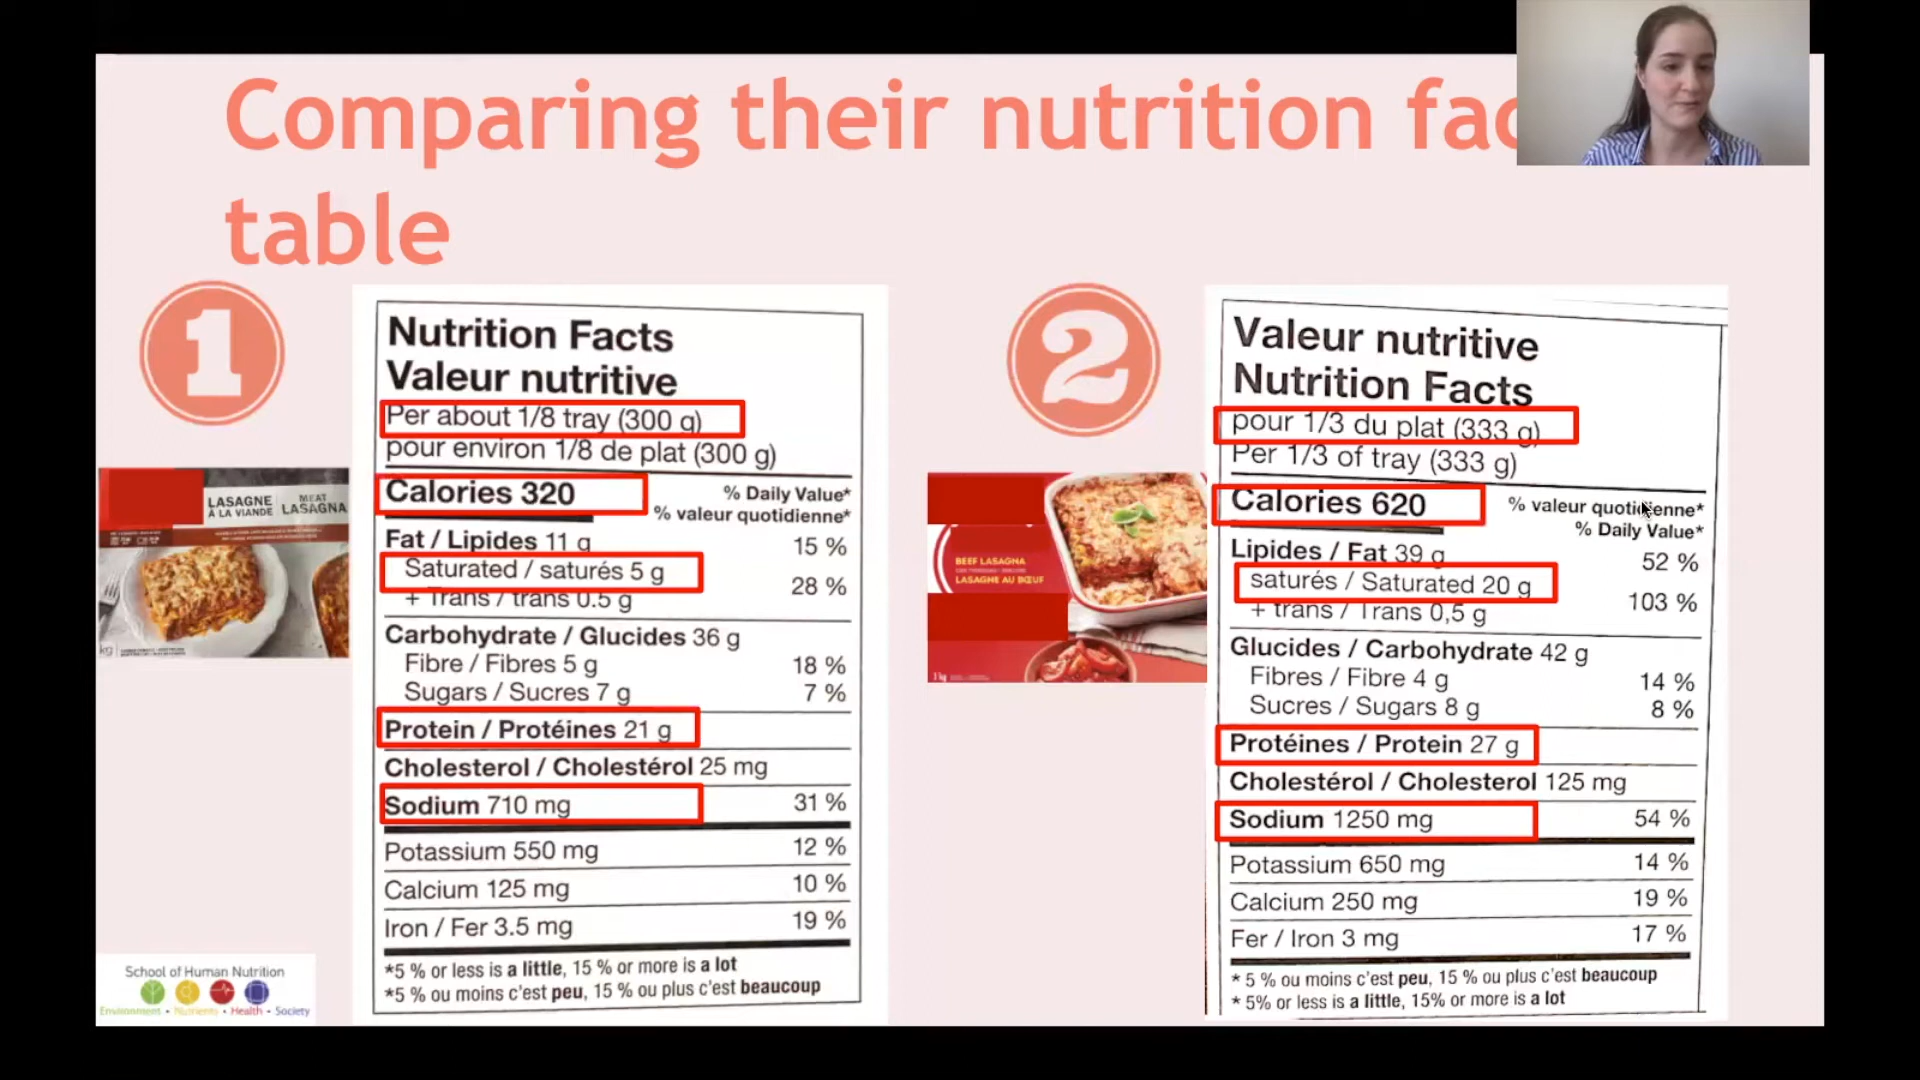 Comparing their nutrition fac
table
1
Nutrition Facts
Valeur nutritive
Per about 1/8 tray (300 g)
pour environ 1/8 de plat (300 g)
Calories 320
% Daily Value*
% valeur quotidienne*
Fat / Lipides 11 g 15 %
Saturated / saturés 5 g
+ Trans / trans 0.5 g 28 %
Carbohydrate / Glucides 36 g
Fibre / Fibres 5 g 18 %
Sugars / Sucres 7 g 7 %
Protein / Protéines 21 g
Cholesterol / Cholestérol 25 mg
Sodium 710 mg 31 %
Potassium 550 mg 12 %
Calcium 125 mg 10 %
Iron / Fer 3.5 mg 19 %
*5 % or less is a little, 15 % or more is a lot
*5 % ou moins c'est peu, 15 % ou plus c'est beaucoup
LASAGNE
À LA VIANDE
MEAT
LASAGNA
kg
2
Valeur nutritive
Nutrition Facts
pour 1/3 du plat (333 g)
Per 1/3 of tray (333 g)
Calories 620
% valeur quotidienne*
% Daily Value*
Lipides / Fat 39 g 52 %
saturés / Saturated 20 g
+ trans / Trans 0,5 g 103 %
Glucides / Carbohydrate 42 g
Fibres / Fibre 4 g 14 %
Sucres / Sugars 8 g 8 %
Protéines / Protein 27 g
Cholestérol / Cholesterol 125 mg
Sodium 1250 mg 54 %
Potassium 650 mg 14 %
Calcium 250 mg 19 %
Fer / Iron 3 mg 17 %
* 5 % ou moins c'est peu, 15 % ou plus c'est beaucoup
* 5% or less is a little, 15% or more is a lot
BEEF LASAGNA
LASAGNE AU BŒUF
1 kg
School of Human Nutrition
Environment • Nutrients • Health • Society